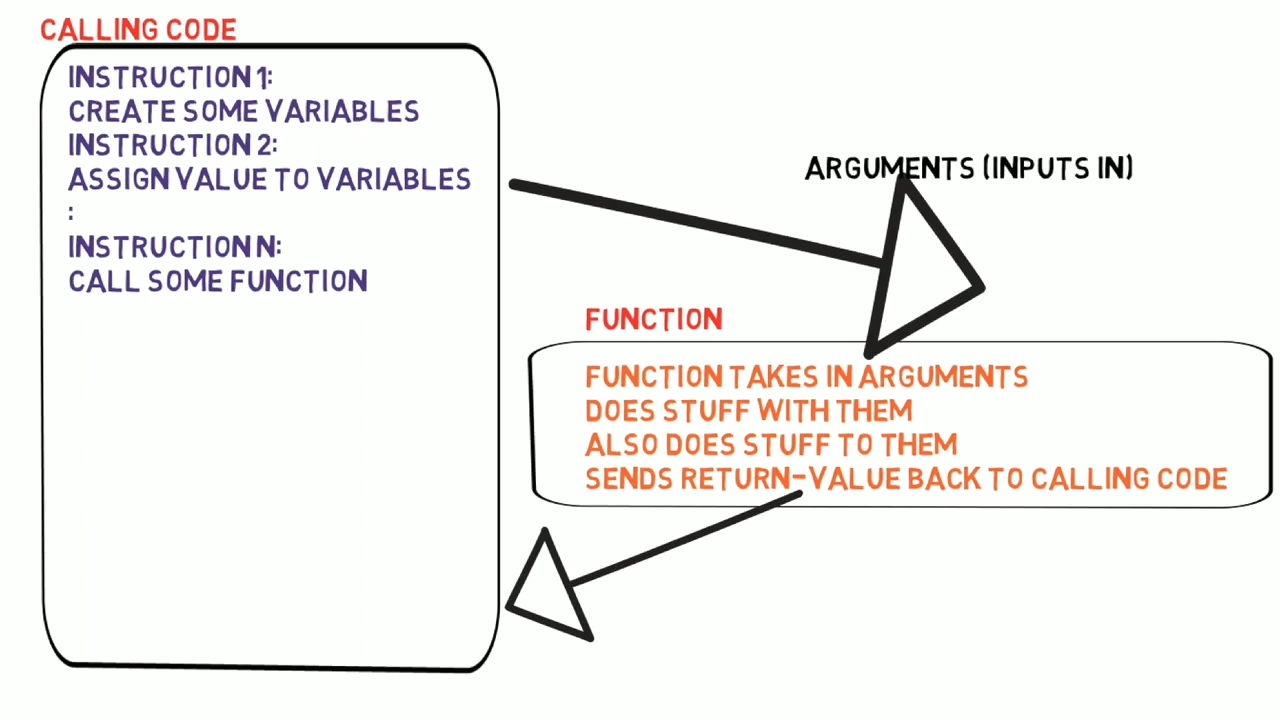 CALLING CODE
INSTRUCTION 1:
CREATE SOME VARIABLES
INSTRUCTION 2:
ASSIGN VALUE TO VARIABLES
:
INSTRUCTION N:
CALL SOME FUNCTION
ARGUMENTS (INPUTS IN)
FUNCTION
FUNCTION TAKES IN ARGUMENTS
DOES STUFF WITH THEM
ALSO DOES STUFF TO THEM
SENDS RETURN-VALUE BACK TO CALLING CODE